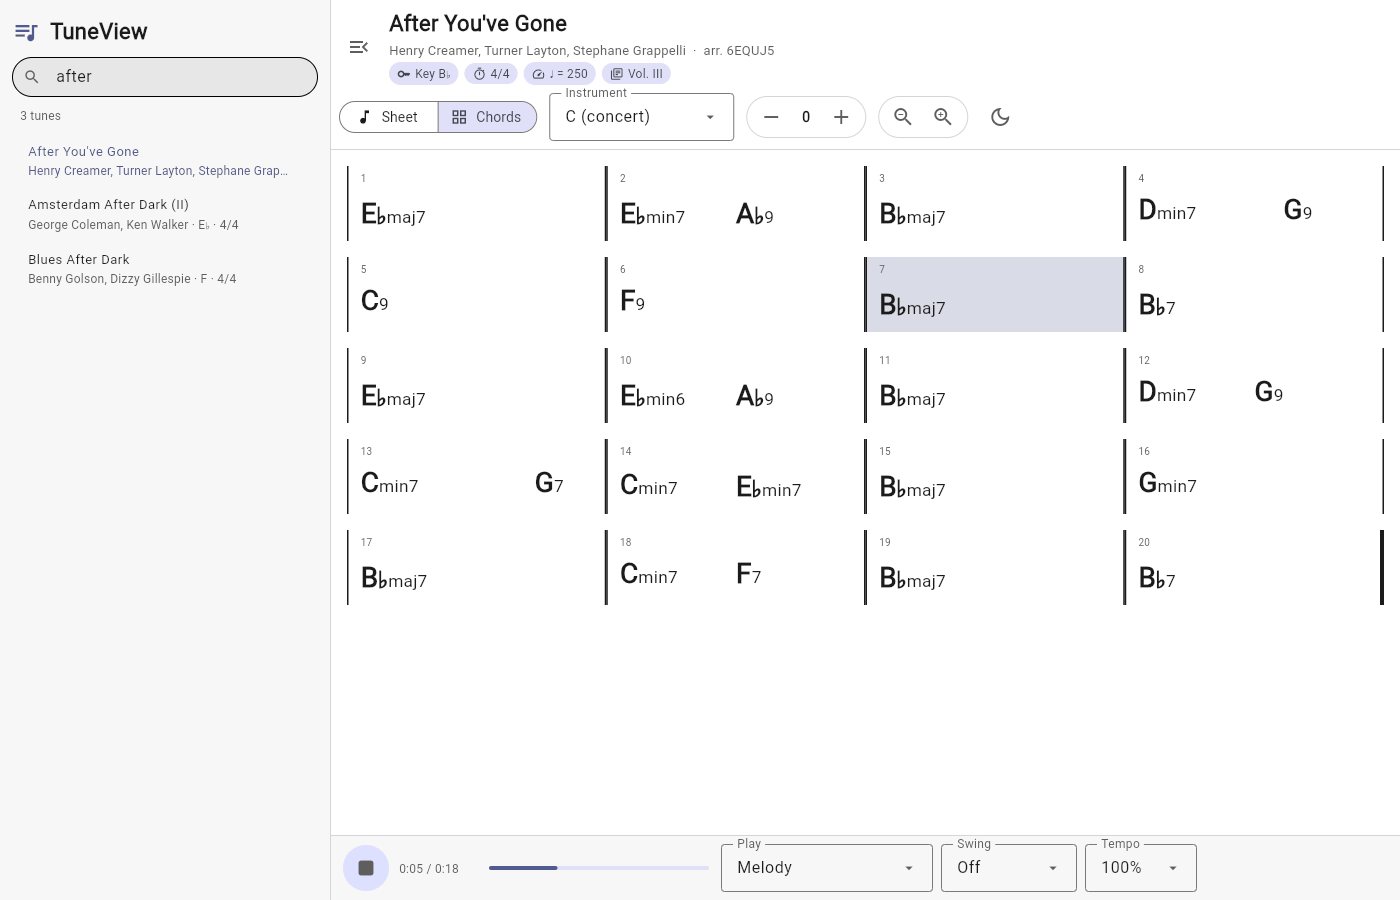 TuneView
after
3 tunes
After You've Gone
Henry Creamer, Turner Layton, Stephane Grap…
Amsterdam After Dark (II)
George Coleman, Ken Walker · E♭ · 4/4
Blues After Dark
Benny Golson, Dizzy Gillespie · F · 4/4
After You've Gone
Henry Creamer, Turner Layton, Stephane Grappelli · arr. 6EQUJ5
Key B♭ 4/4 ♩ = 250 Vol. III
Sheet Chords Instrument C (concert) 0
1 2 3 4
E♭maj7 E♭min7 A♭9 B♭maj7 Dmin7 G9
5 6 7 8
C9 F9 B♭maj7 B♭7
9 10 11 12
E♭maj7 E♭min6 A♭9 B♭maj7 Dmin7 G9
13 14 15 16
Cmin7 G7 Cmin7 E♭min7 B♭maj7 Gmin7
17 18 19 20
B♭maj7 Cmin7 F7 B♭maj7 B♭7
Play Swing Tempo
0:05 / 0:18 Melody Off 100%